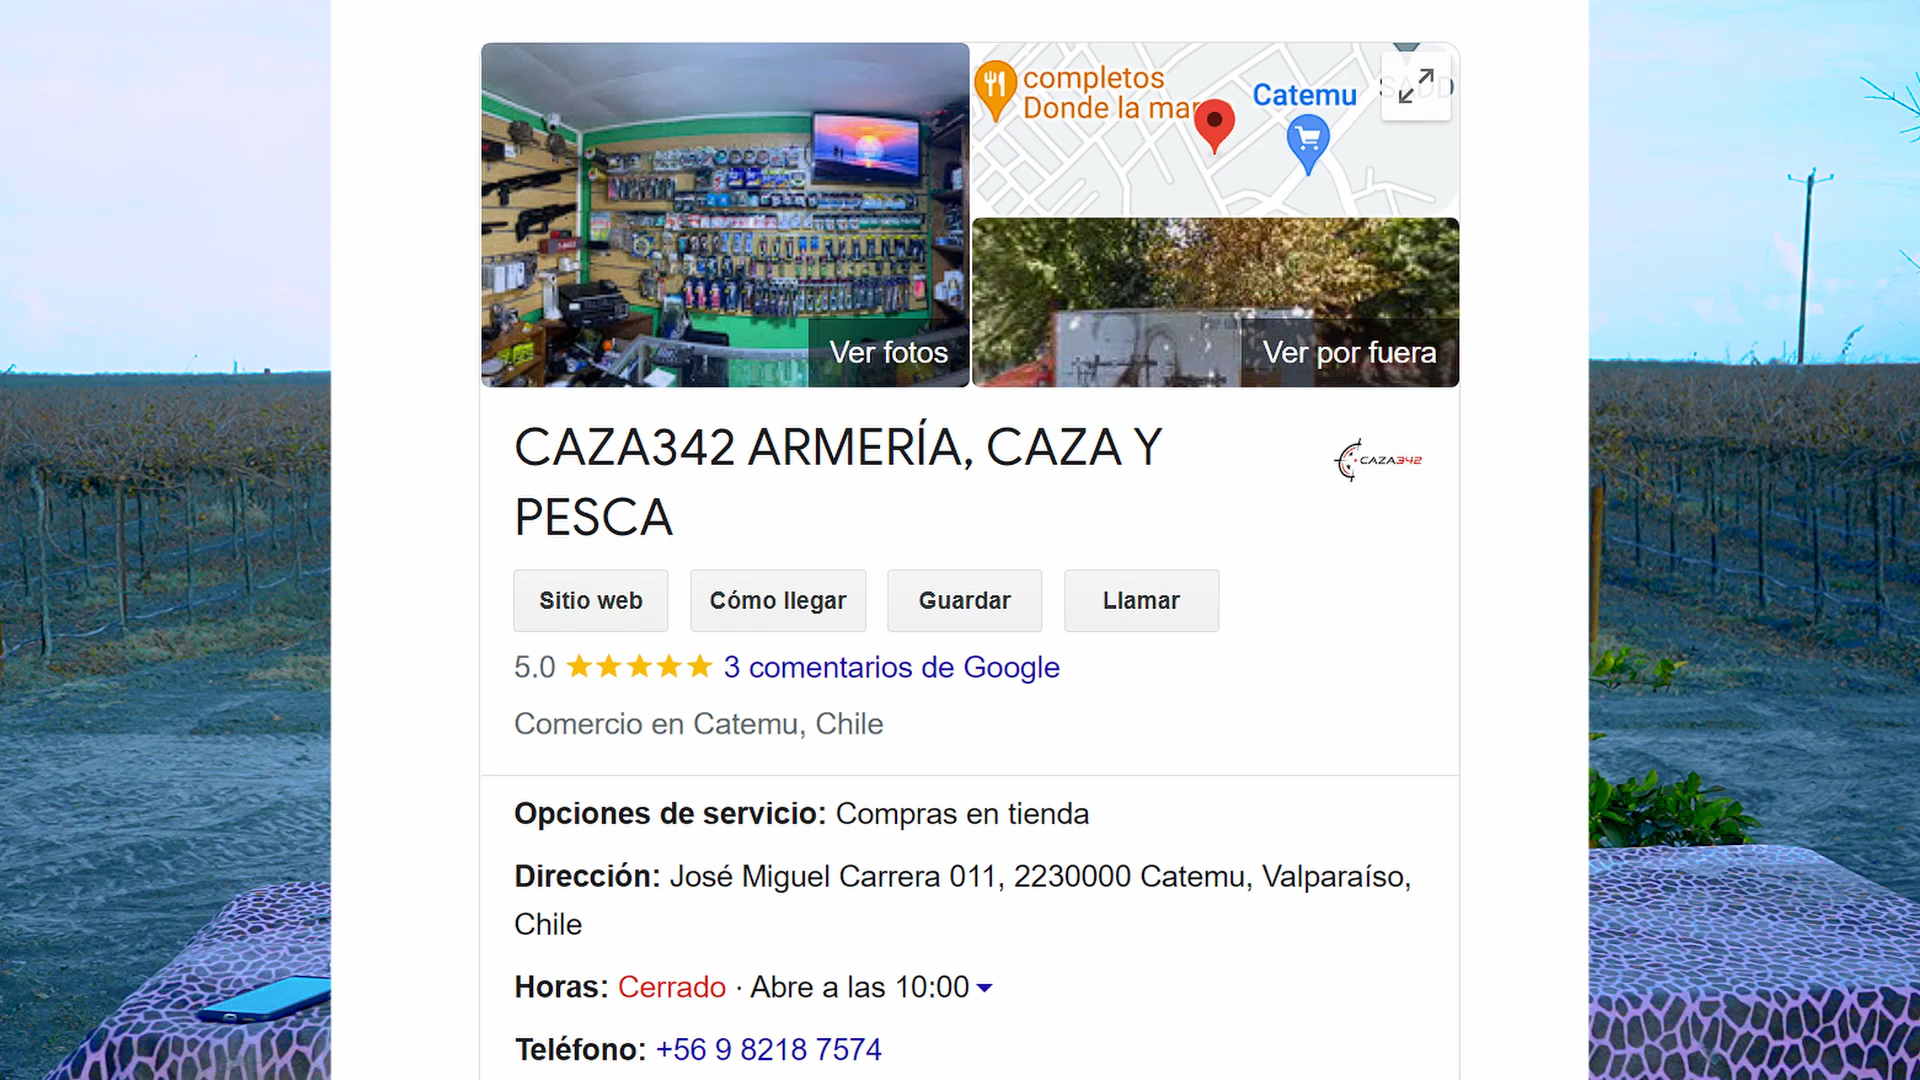 completos
Donde la mar
Catemu
Ver fotos
Ver por fuera
CAZA342 ARMERÍA, CAZA Y
PESCA
CAZA342
Sitio web
Cómo llegar
Guardar
Llamar
5.0 3 comentarios de Google
Comercio en Catemu, Chile
Opciones de servicio: Compras en tienda
Dirección: José Miguel Carrera 011, 2230000 Catemu, Valparaíso,
Chile
Horas: Cerrado · Abre a las 10:00
Teléfono: +56 9 8218 7574